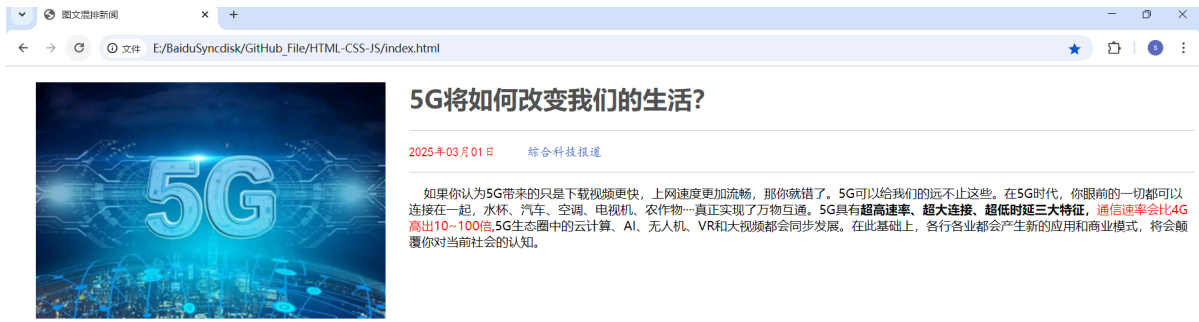 图文混排新闻
文件 E:/BaiduSyncdisk/GitHub_File/HTML-CSS-JS/index.html
s
5G
5G将如何改变我们的生活？
2025年03月01日 综合科技报道
如果你认为5G带来的只是下载视频更快，上网速度更加流畅，那你就错了。5G可以给我们的远不止这些。在5G时代，你眼前的一切都可以
连接在一起，水杯、汽车、空调、电视机、农作物····真正实现了万物互通。5G具有超高速率、超大连接、超低时延三大特征，通信速率会比4G
高出10~100倍,5G生态圈中的云计算、AI、无人机、VR和大视频都会同步发展。在此基础上，各行各业都会产生新的应用和商业模式，将会颠
覆你对当前社会的认知。